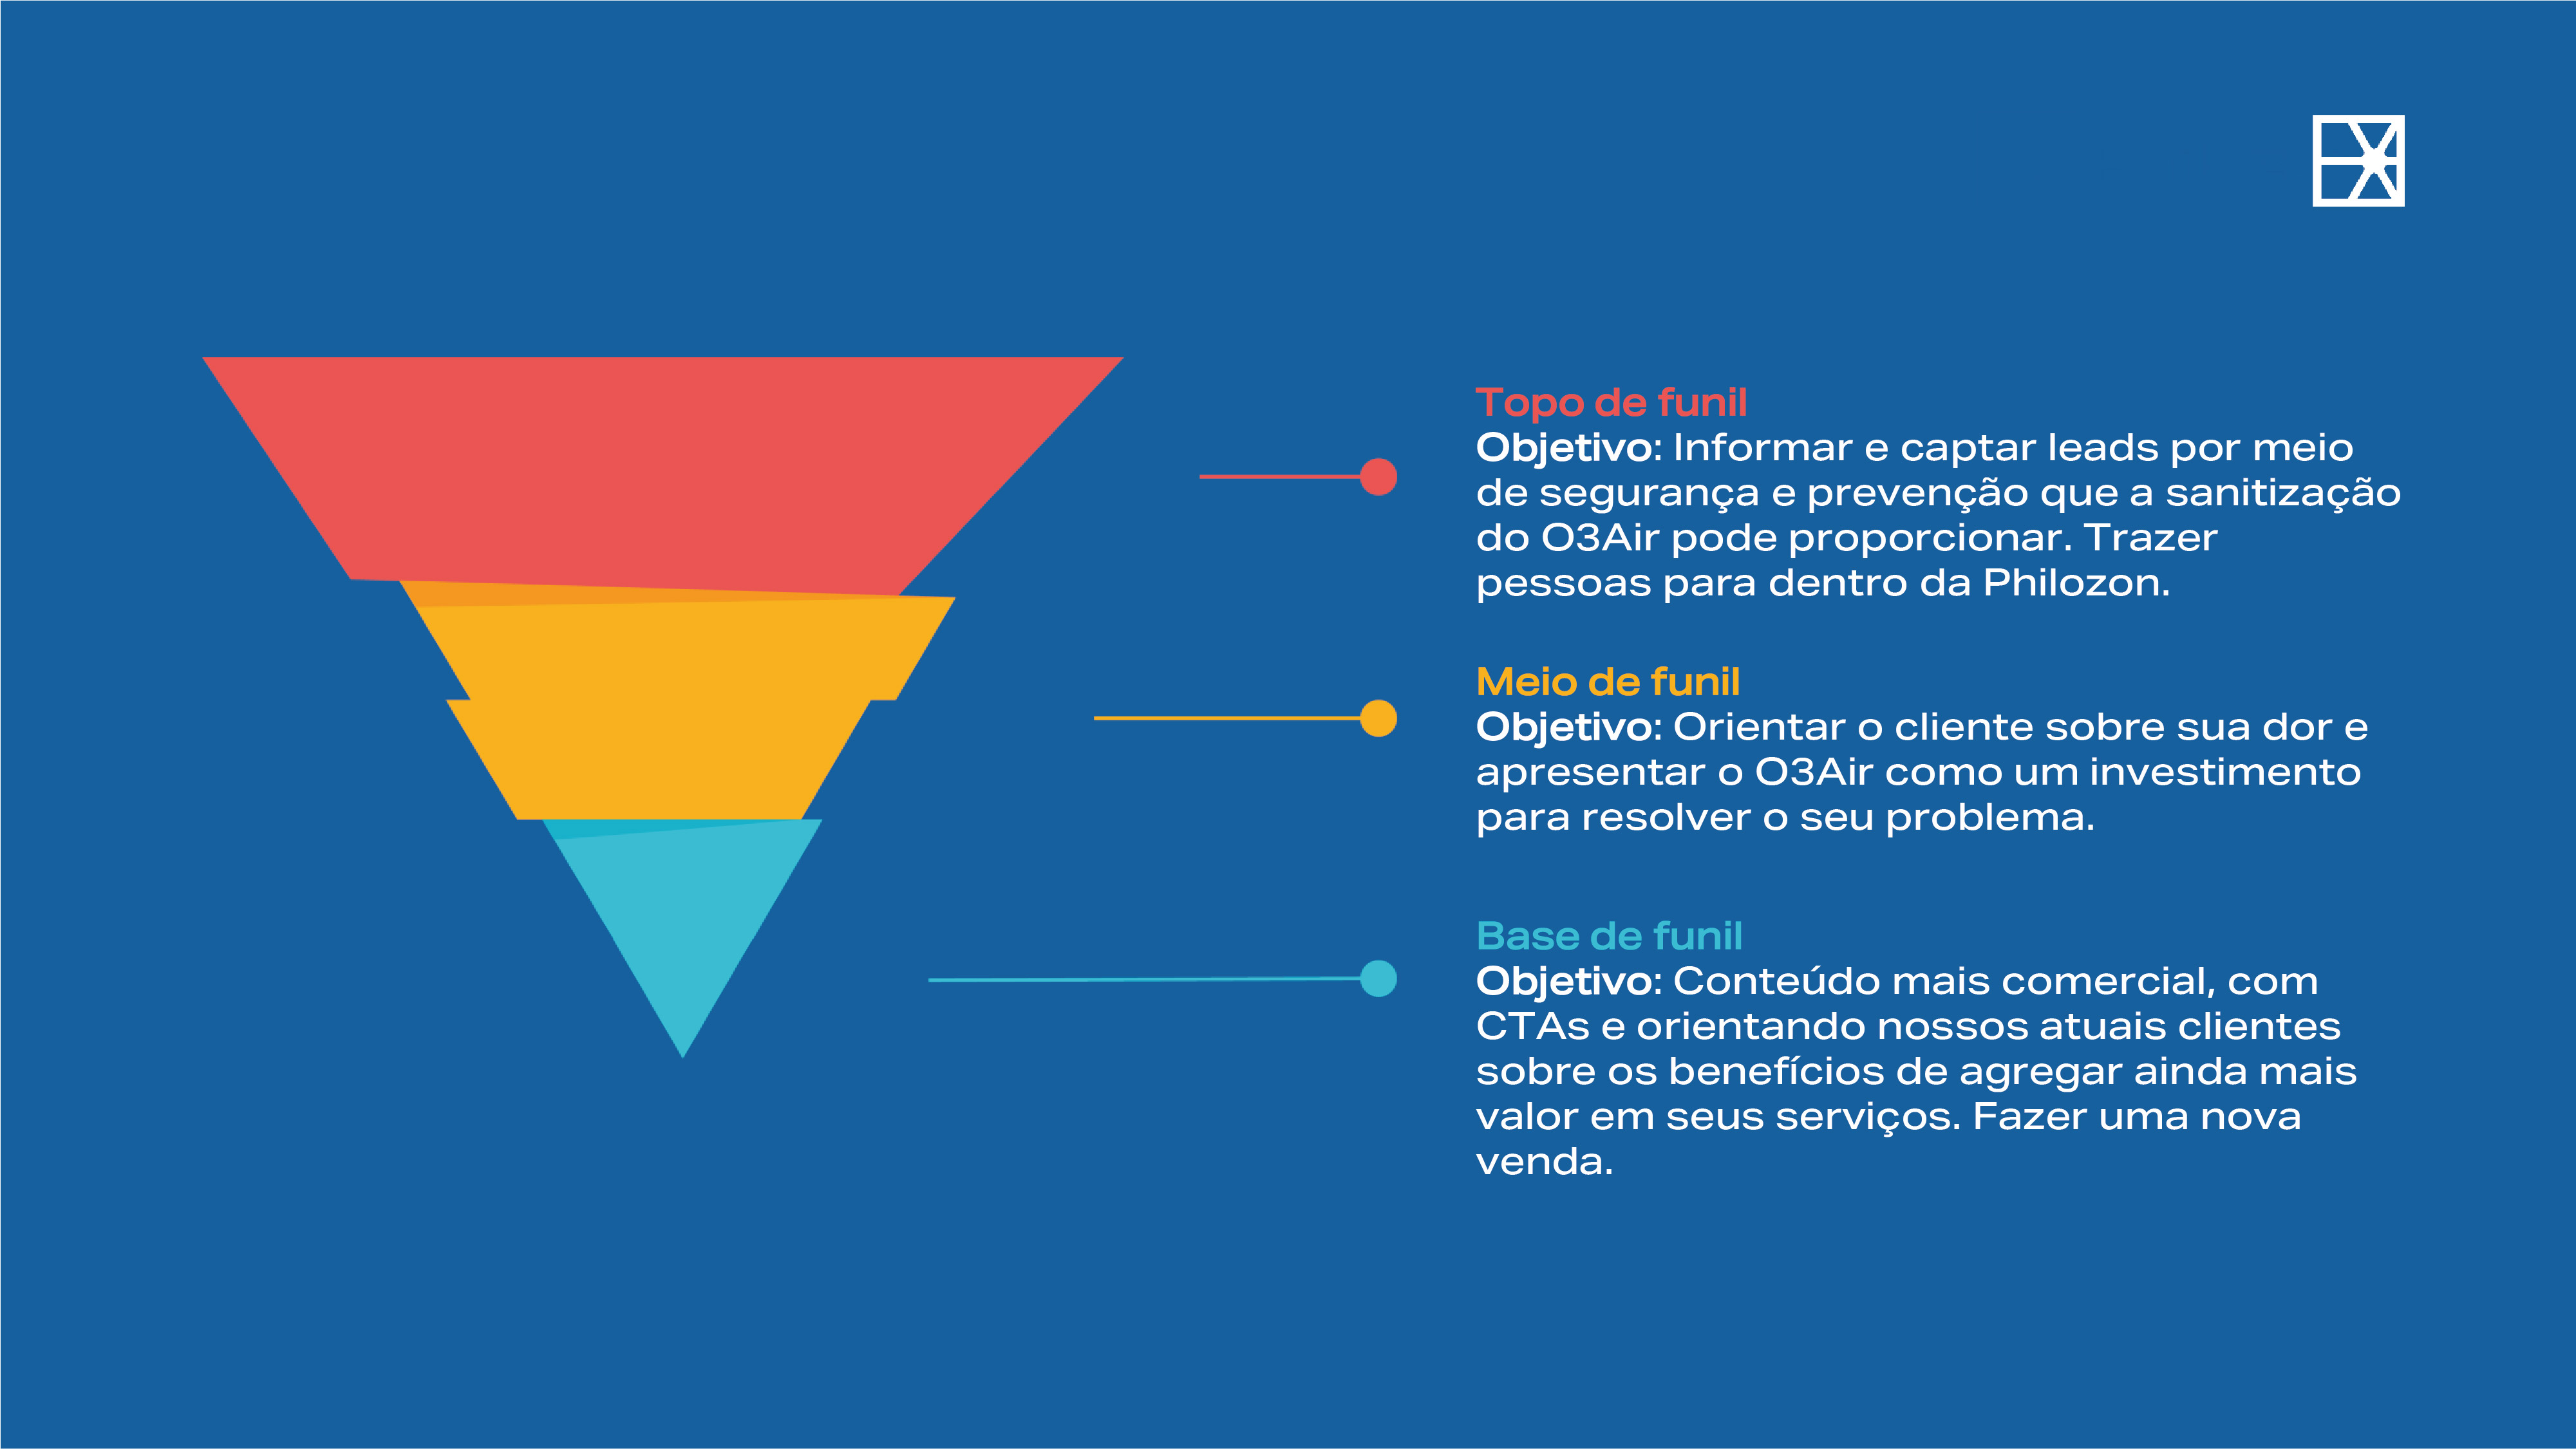 Topo de funil
Objetivo: Informar e captar leads por meio
de segurança e prevenção que a sanitização
do O3Air pode proporcionar. Trazer
pessoas para dentro da Philozon.
Meio de funil
Objetivo: Orientar o cliente sobre sua dor e
apresentar o O3Air como um investimento
para resolver o seu problema.
Base de funil
Objetivo: Conteúdo mais comercial, com
CTAs e orientando nossos atuais clientes
sobre os benefícios de agregar ainda mais
valor em seus serviços. Fazer uma nova
venda.